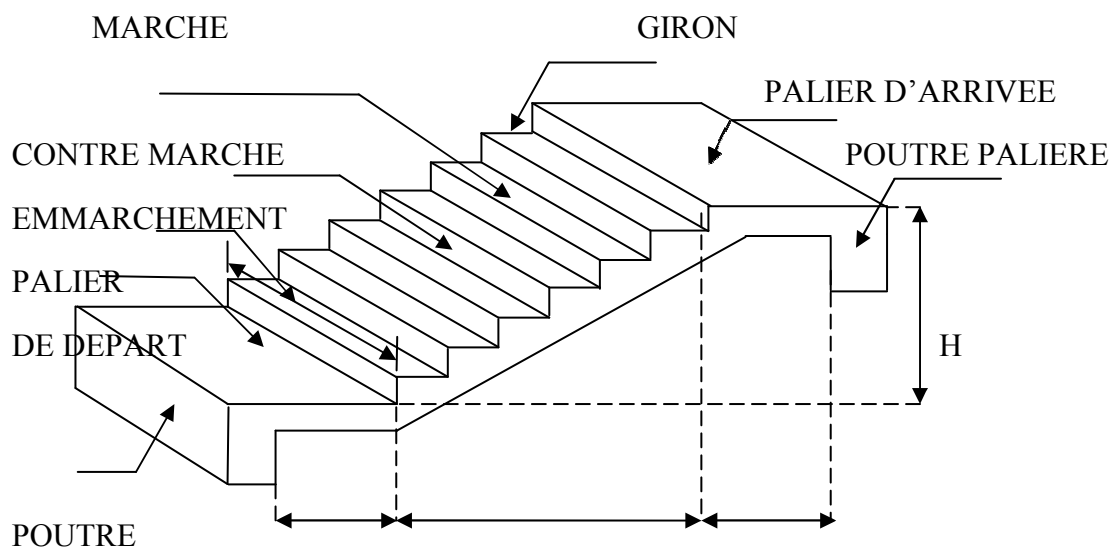 MARCHE GIRON
PALIER D’ARRIVEE
CONTRE MARCHE POUTRE PALIERE
EMMARCHEMENT
PALIER
DE DEPART H
POUTRE